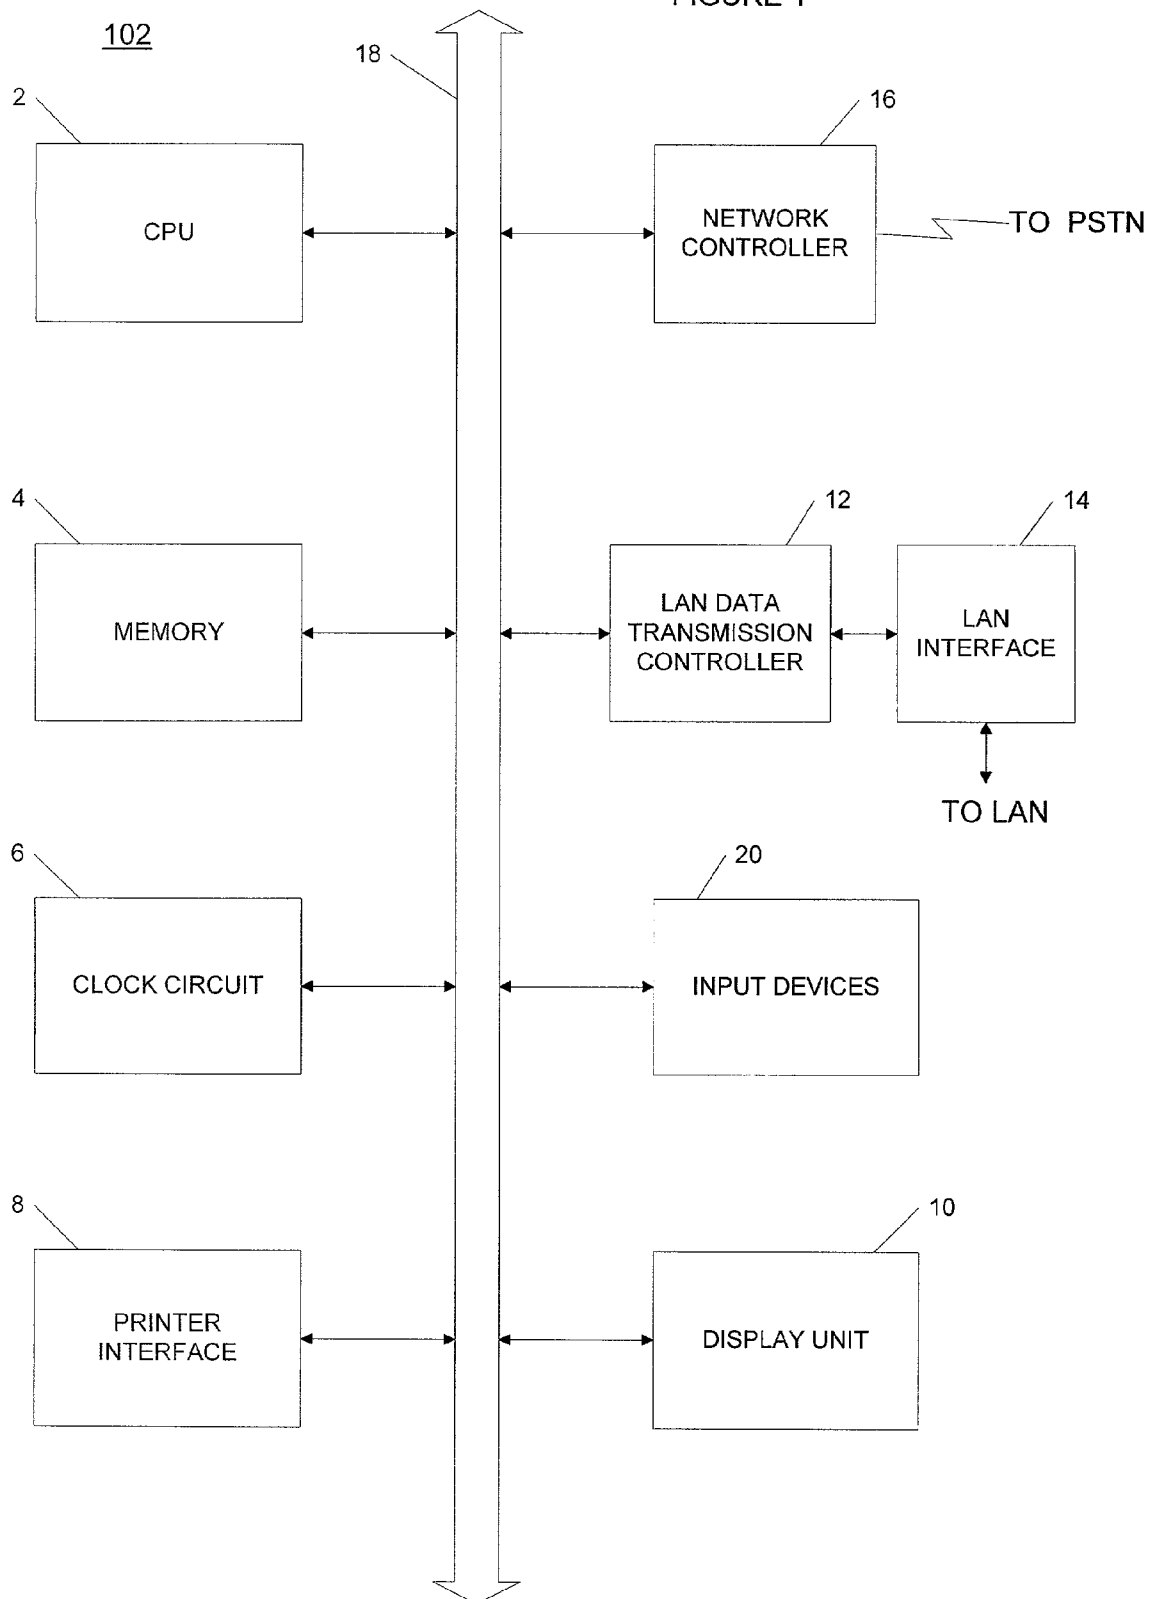 FIGURE 1
102
18
2
16
CPU
NETWORK
CONTROLLER
TO PSTN
4
12
14
MEMORY
LAN DATA
TRANSMISSION
CONTROLLER
LAN
INTERFACE
TO LAN
6
20
CLOCK CIRCUIT
INPUT DEVICES
8
10
PRINTER
INTERFACE
DISPLAY UNIT